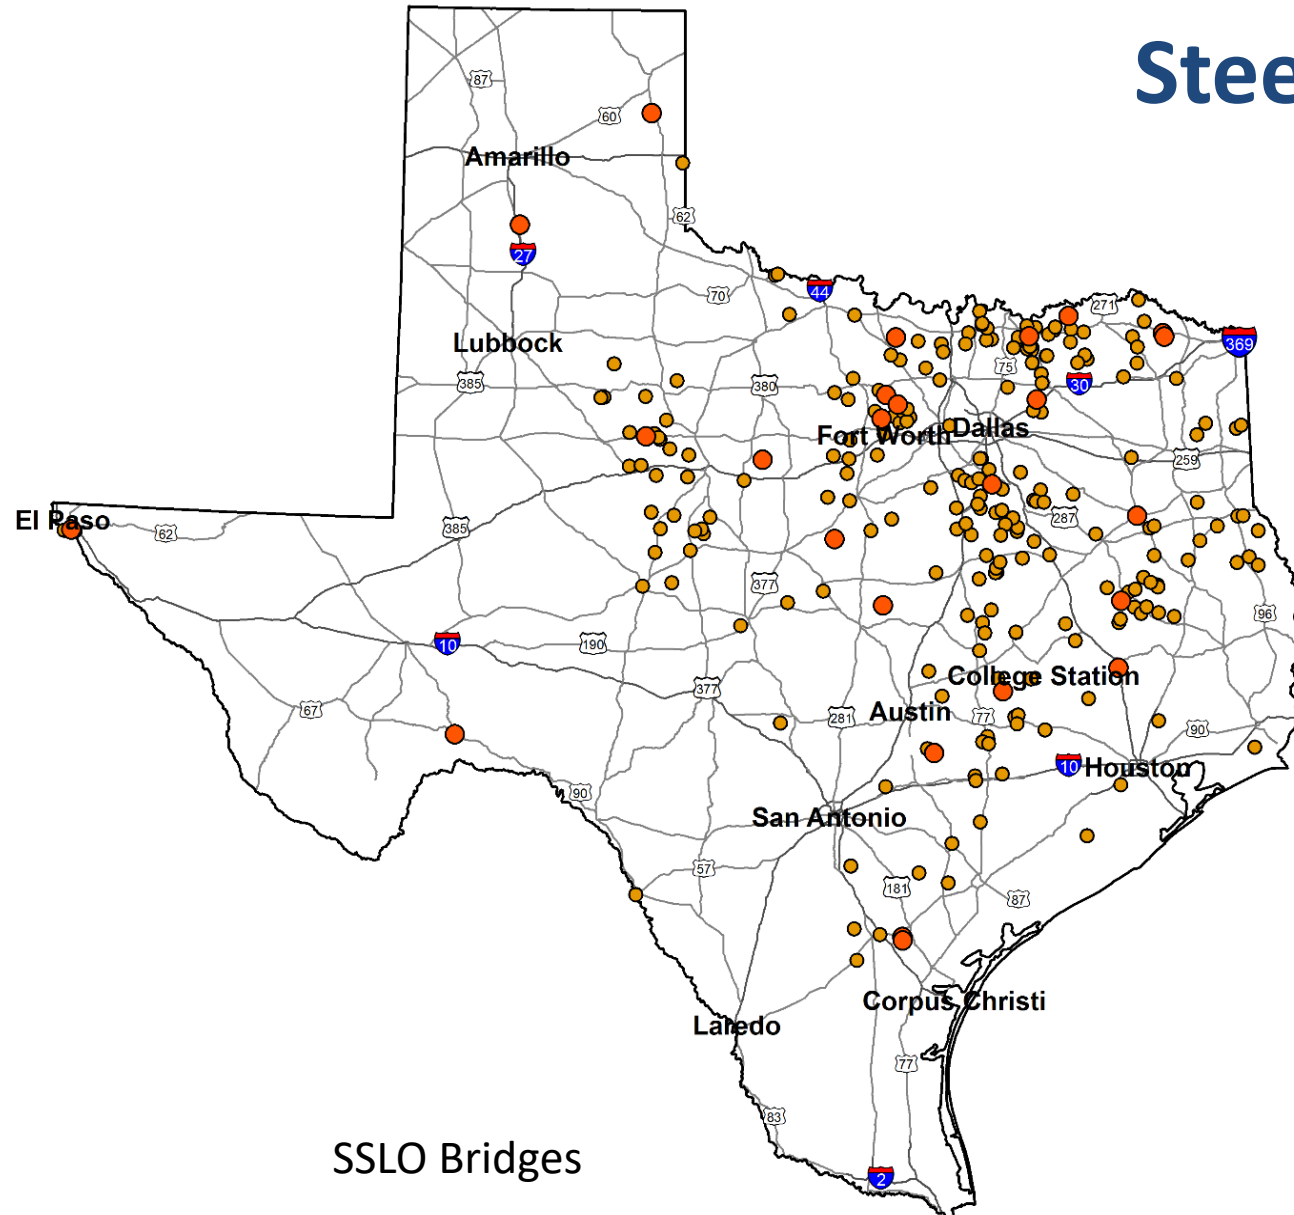 Stee
87
60
Amarillo
62
27
70
44
271
Lubbock
369
75
385
380
30
Fort Worth
Dallas
259
El Paso
62
385
287
377
96
10
190
College Station
377
67
281
Austin
77
90
10
Houston
90
San Antonio
57
181
87
Corpus Christi
Laredo
77
83
SSLO Bridges
2